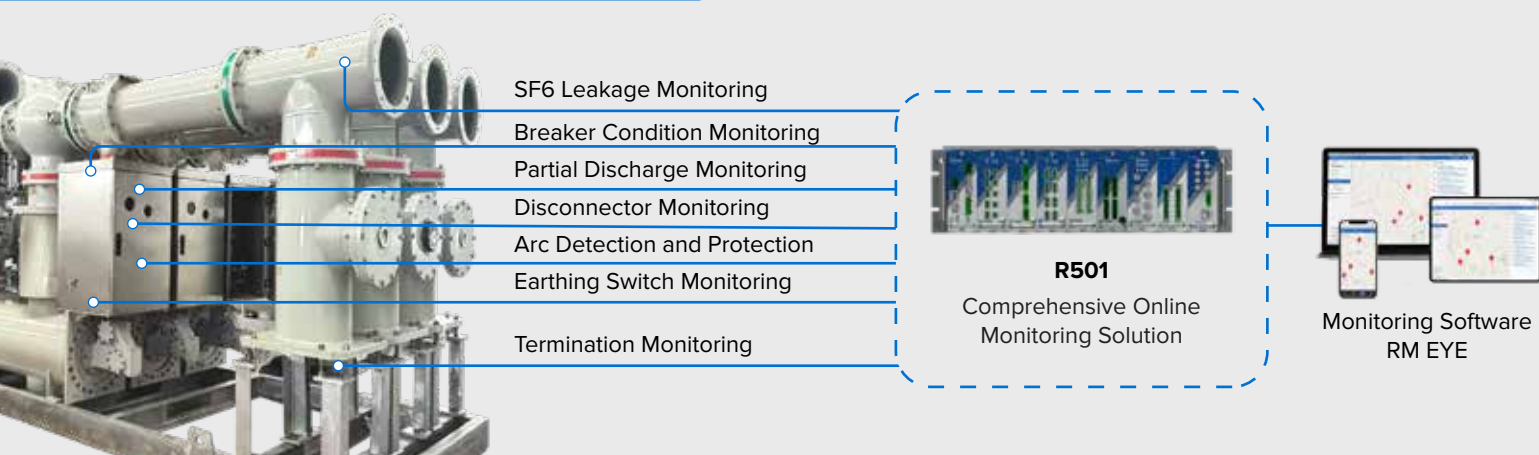 SF6 Leakage Monitoring
Breaker Condition Monitoring
Partial Discharge Monitoring
Disconnector Monitoring
Arc Detection and Protection
Earthing Switch Monitoring
Termination Monitoring
R501
Comprehensive Online
Monitoring Solution
Monitoring Software
RM EYE